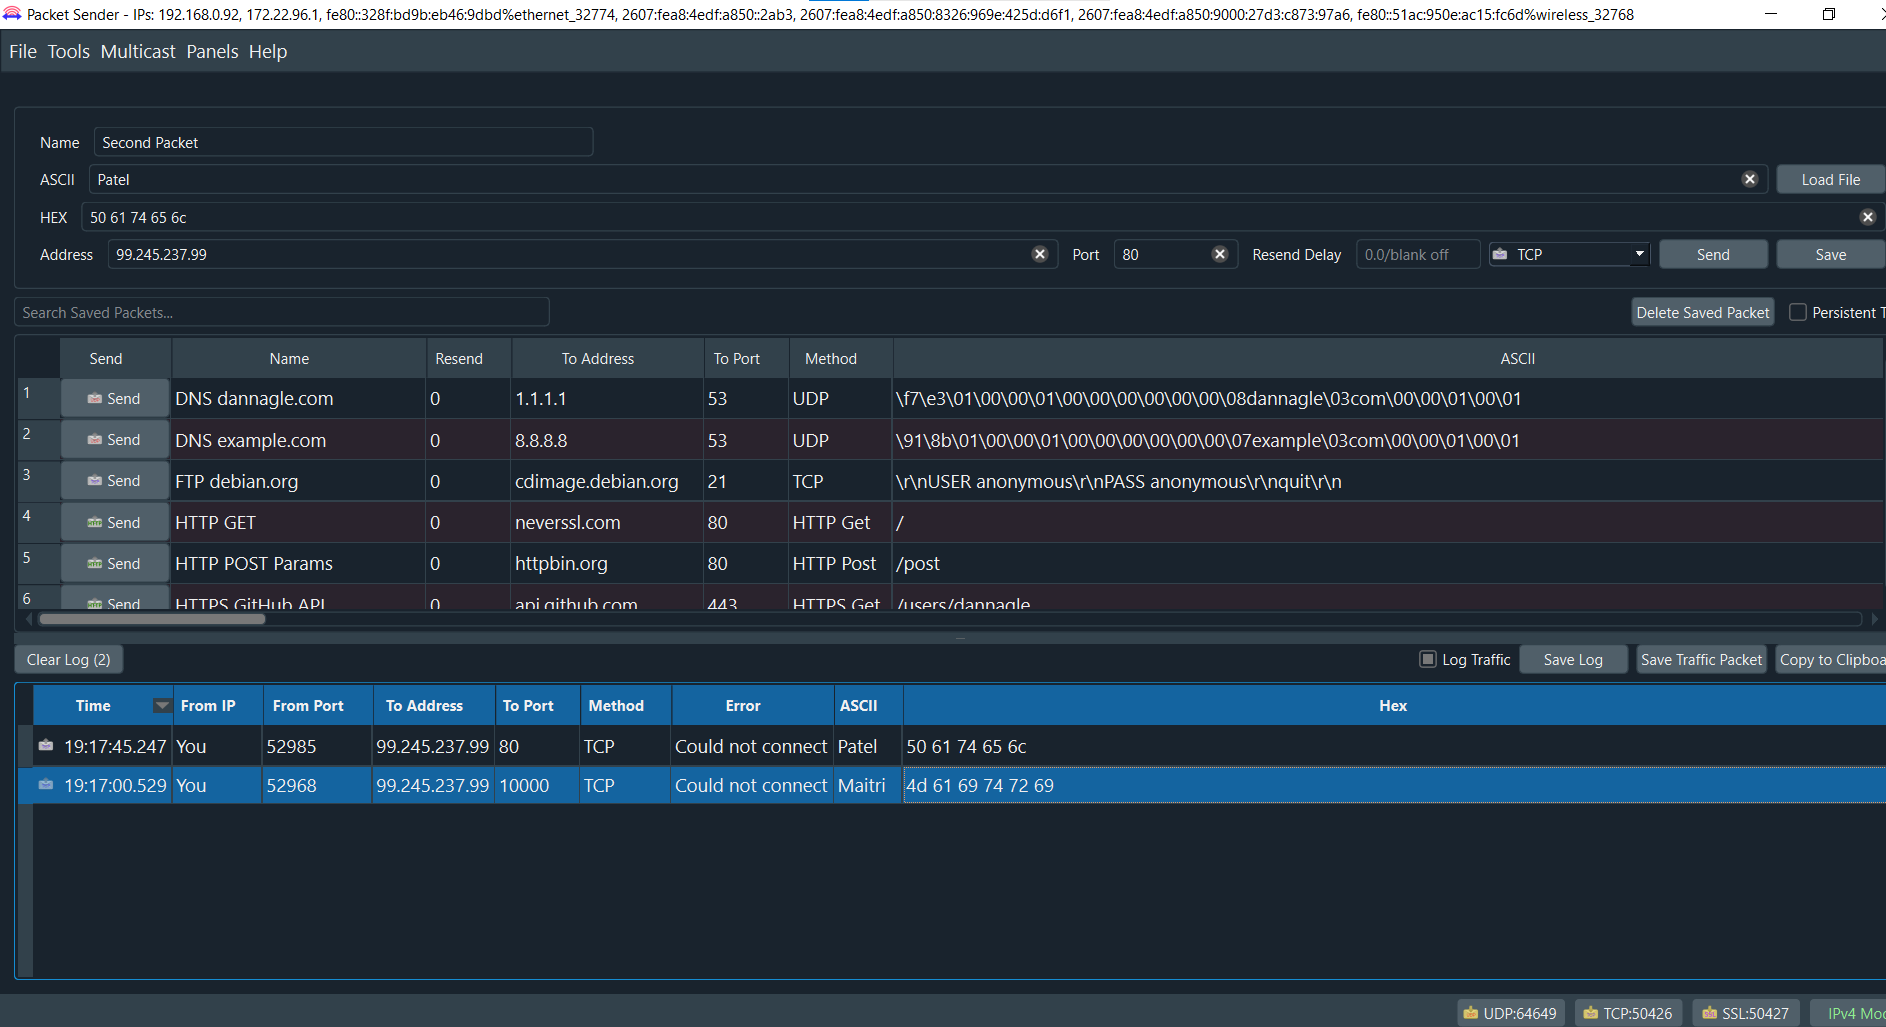 Packet Sender - IPs: 192.168.0.92, 172.22.96.1, fe80::328f:bd9b:eb46:9dbd%ethernet_32774, 2607:fea8:4edf:a850::2ab3, 2607:fea8:4edf:a850:8326:969e:425d:d6f1, 2607:fea8:4edf:a850:9000:27d3:c873:97a6, fe80::51ac:950e:ac15:fc6d%wireless_32768
File Tools Multicast Panels Help
Name Second Packet
ASCII Patel Load File
HEX 50 61 74 65 6c
Address 99.245.237.99 Port 80 Resend Delay 0.0/blank off TCP Send Save
Search Saved Packets... Delete Saved Packet Persistent T
Send Name Resend To Address To Port Method ASCII
1 Send DNS dannagle.com 0 1.1.1.1 53 UDP \f7\e3\01\00\00\01\00\00\00\00\00\00\08dannagle\03com\00\00\01\00\01
2 Send DNS example.com 0 8.8.8.8 53 UDP \91\8b\01\00\00\01\00\00\00\00\00\00\07example\03com\00\00\01\00\01
3 Send FTP debian.org 0 cdimage.debian.org 21 TCP \r\nUSER anonymous\r\nPASS anonymous\r\nquit\r\n
4 Send HTTP GET 0 neverssl.com 80 HTTP Get /
5 Send HTTP POST Params 0 httpbin.org 80 HTTP Post /post
6 Send HTTPS GitHub API 0 api.github.com 443 HTTPS Get /users/dannagle
Clear Log (2) Log Traffic Save Log Save Traffic Packet Copy to Clipboa
Time From IP From Port To Address To Port Method Error ASCII Hex
19:17:45.247 You 52985 99.245.237.99 80 TCP Could not connect Patel 50 61 74 65 6c
19:17:00.529 You 52968 99.245.237.99 10000 TCP Could not connect Maitri 4d 61 69 74 72 69
UDP:64649 TCP:50426 SSL:50427 IPv4 Mo